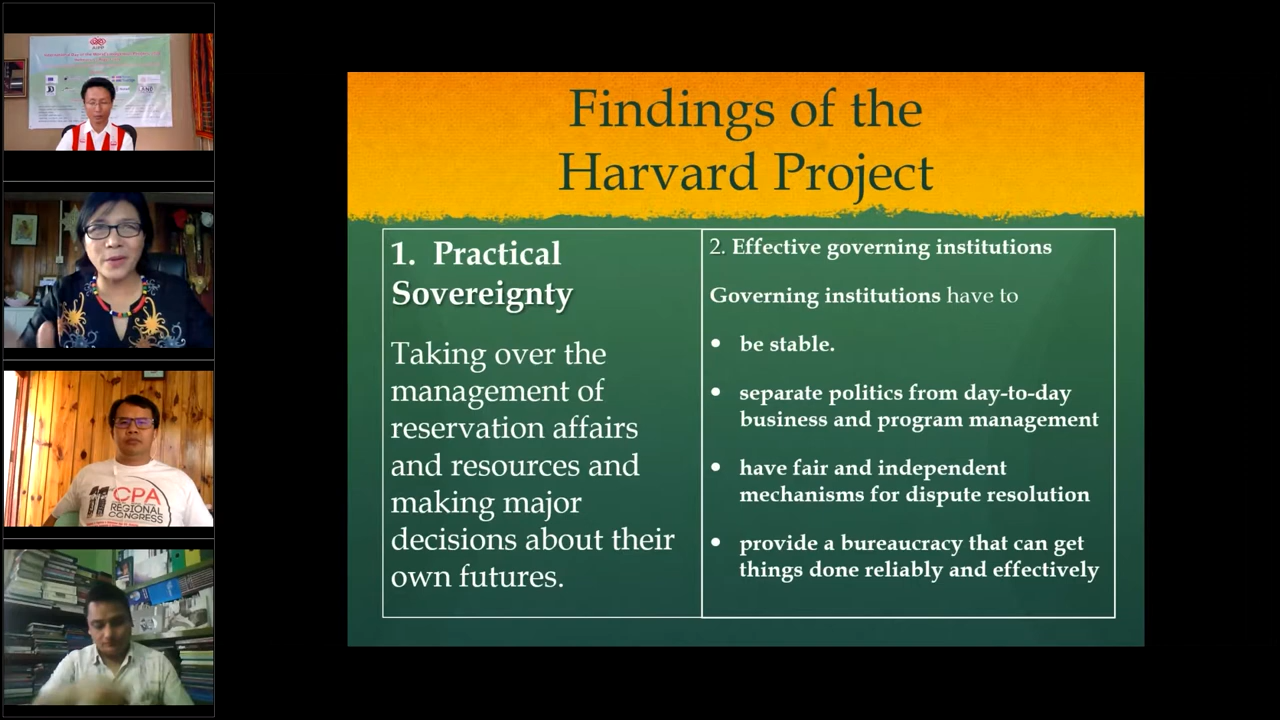 AIPP
Findings of the
Harvard Project
1. Practical
Sovereignty
Taking over the
management of
reservation affairs
and resources and
making major
decisions about their
own futures.
2. Effective governing institutions
Governing institutions have to
• be stable.
• separate politics from day-to-day
business and program management
• have fair and independent
mechanisms for dispute resolution
• provide a bureaucracy that can get
things done reliably and effectively
11 CPA
REGIONAL
CONGRESS